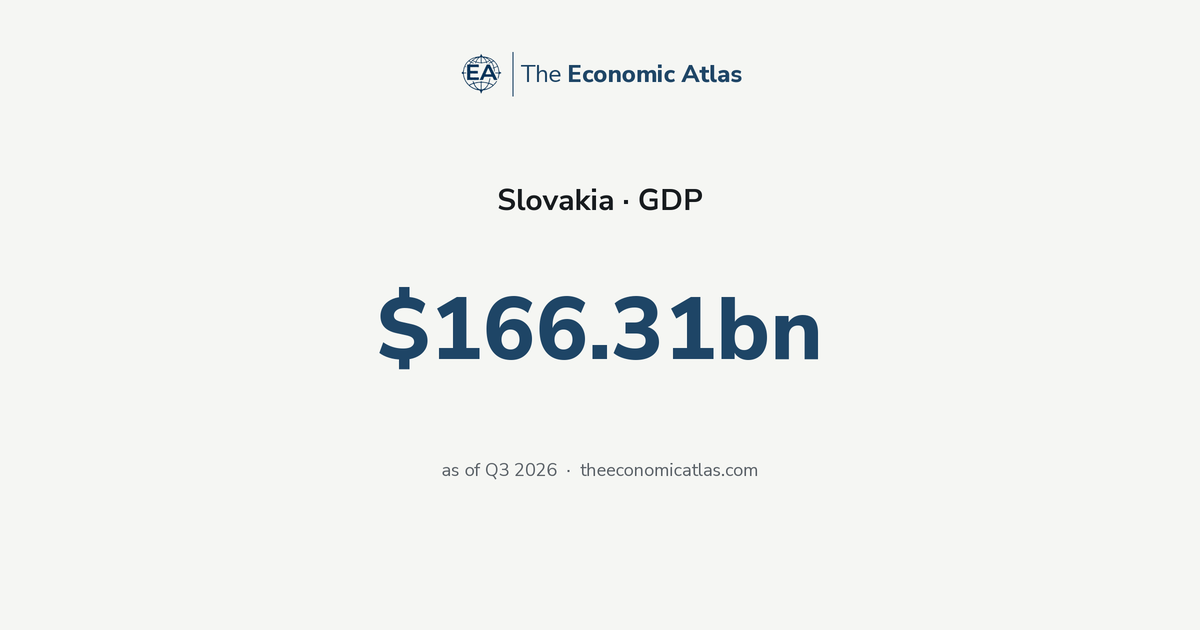 EA The Economic Atlas
Slovakia · GDP
$166.31bn
as of Q3 2026 · theeconomicatlas.com